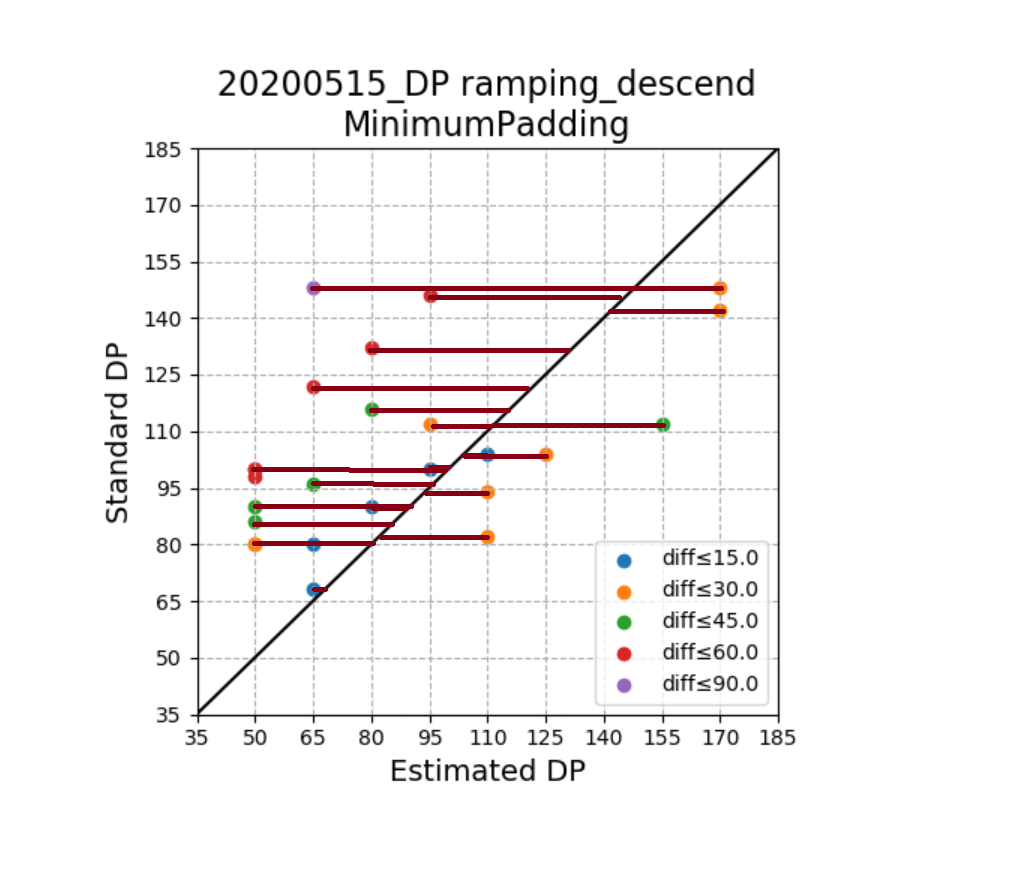 20200515_DP ramping_descend
MinimumPadding
185
170
155
140
125
110
95
80
65
50
35
Standard DP
diff≤15.0
diff≤30.0
diff≤45.0
diff≤60.0
diff≤90.0
35 50 65 80 95 110 125 140 155 170 185
Estimated DP